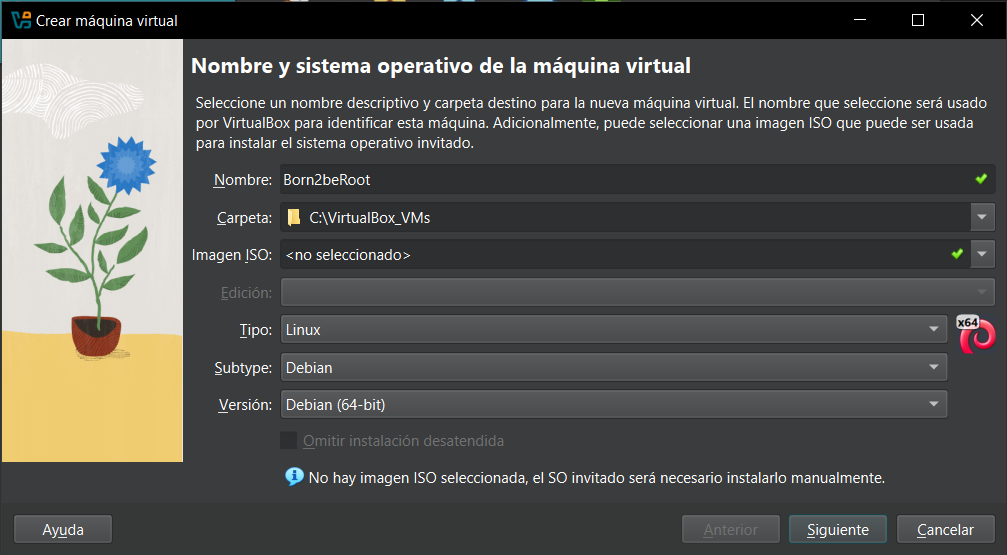 Crear máquina virtual
Nombre y sistema operativo de la máquina virtual
Seleccione un nombre descriptivo y carpeta destino para la nueva máquina virtual. El nombre que seleccione será usado
por VirtualBox para identificar esta máquina. Adicionalmente, puede seleccionar una imagen ISO que puede ser usada
para instalar el sistema operativo invitado.
Nombre: Born2beRoot
Carpeta: C:\VirtualBox_VMs
Imagen ISO: <no seleccionado>
Edición:
Tipo: Linux
x64
Subtype: Debian
Versión: Debian (64-bit)
Omitir instalación desatendida
No hay imagen ISO seleccionada, el SO invitado será necesario instalarlo manualmente.
Ayuda Anterior Siguiente Cancelar